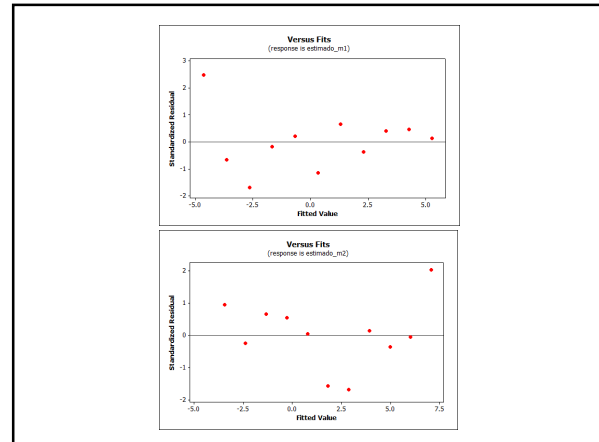 Versus Fits
(response is estimado_m1)
3
2
1
0
-1
-2
Standardized Residual
-5.0 -2.5 0.0 2.5 5.0
Fitted Value
Versus Fits
(response is estimado_m2)
2
1
0
-1
-2
Standardized Residual
-5.0 -2.5 0.0 2.5 5.0 7.5
Fitted Value